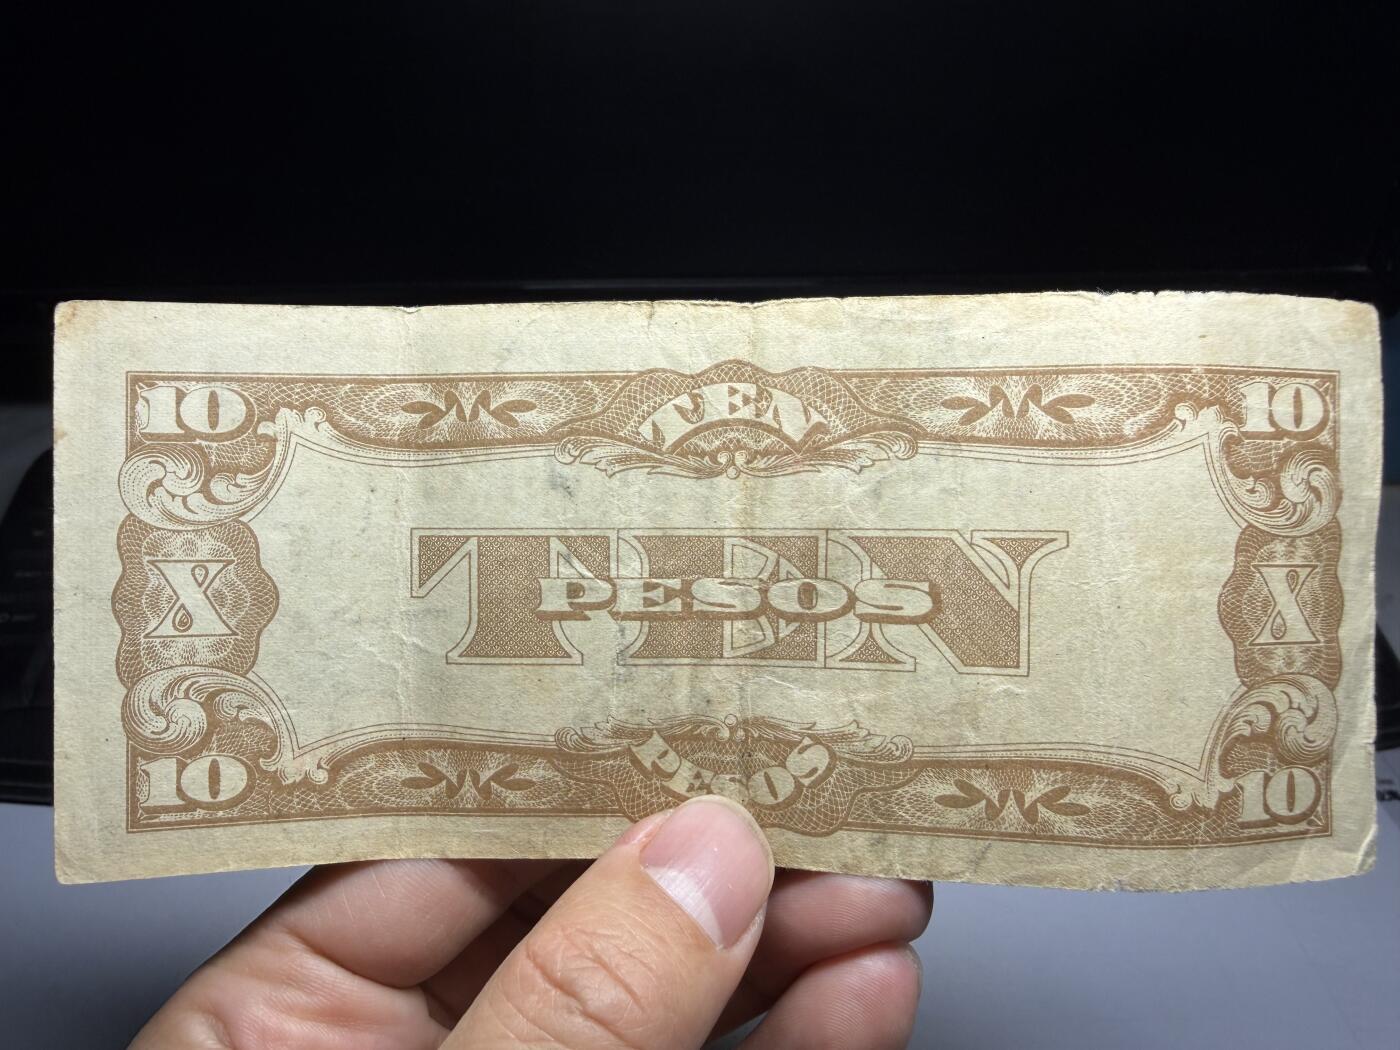 10 TEN 10
TEN
PESOS
X X
PESOS
10 10